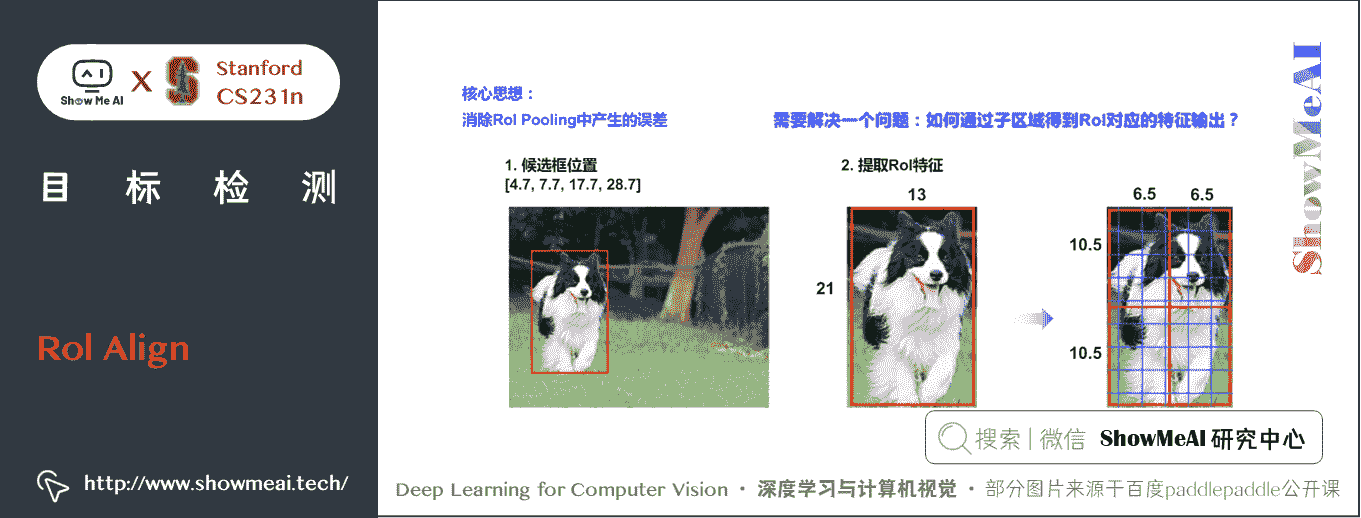 Show Me AI
X
S
Stanford
CS231n
目标检测
RoI Align
http://www.showmeai.tech/
核心思想：
消除RoI Pooling中产生的误差
需要解决一个问题：如何通过子区域得到RoI对应的特征输出？
1. 候选框位置
[4.7, 7.7, 17.7, 28.7]
2. 提取RoI特征
13
21
6.5 6.5
10.5
10.5
ShowMeAI
搜索 | 微信 ShowMeAI 研究中心
Deep Learning for Computer Vision · 深度学习与计算机视觉 · 部分图片来源于百度paddlepaddle公开课